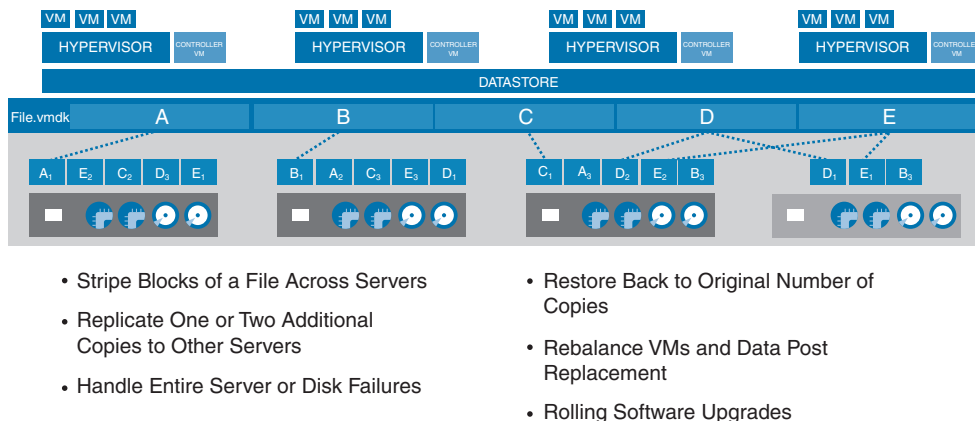 VM VM VM
HYPERVISOR
CONTROLLER
VM
VM VM VM
HYPERVISOR
CONTROLLER
VM
VM VM VM
HYPERVISOR
CONTROLLER
VM
VM VM VM
HYPERVISOR
CONTROLLER
VM
DATASTORE
File.vmdk A B C D E
A₁ E₂ C₂ D₃ E₁
B₁ A₂ C₃ E₃ D₁
C₁ A₃ D₂ E₂ B₃
D₁ E₁ B₃
• Stripe Blocks of a File Across Servers
• Replicate One or Two Additional
Copies to Other Servers
• Handle Entire Server or Disk Failures
• Restore Back to Original Number of
Copies
• Rebalance VMs and Data Post
Replacement
• Rolling Software Upgrades